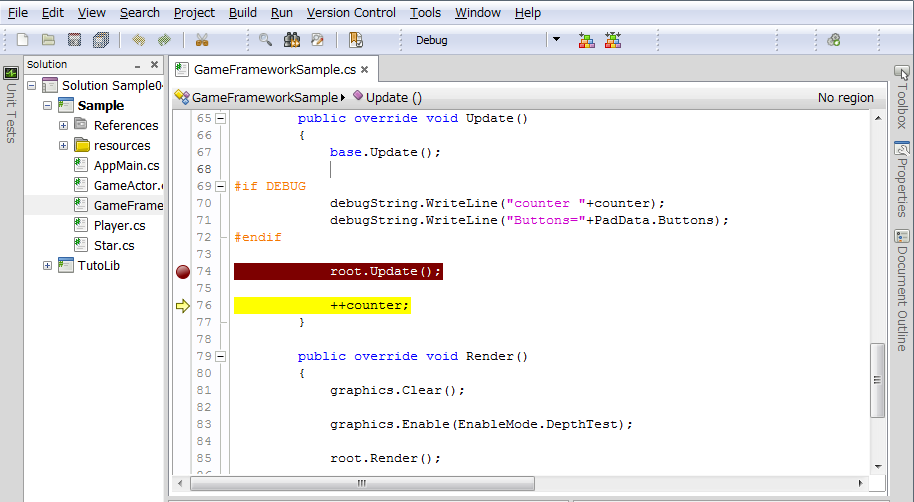 File Edit View Search Project Build Run Version Control Tools Window Help
Debug
Unit Tests
Solution
Solution Sample0
Sample
References
resources
AppMain.cs
GameActor.c
GameFrame
Player.cs
Star.cs
TutoLib
GameFrameworkSample.cs
GameFrameworkSample Update () No region
65 public override void Update()
66 {
67 base.Update();
68
69 #if DEBUG
70 debugString.WriteLine("counter "+counter);
71 debugString.WriteLine("Buttons="+PadData.Buttons);
72 #endif
73
74 root.Update();
75
76 ++counter;
77 }
78
79 public override void Render()
80 {
81 graphics.Clear();
82
83 graphics.Enable(EnableMode.DepthTest);
84
85 root.Render();
Toolbox
Properties
Document Outline